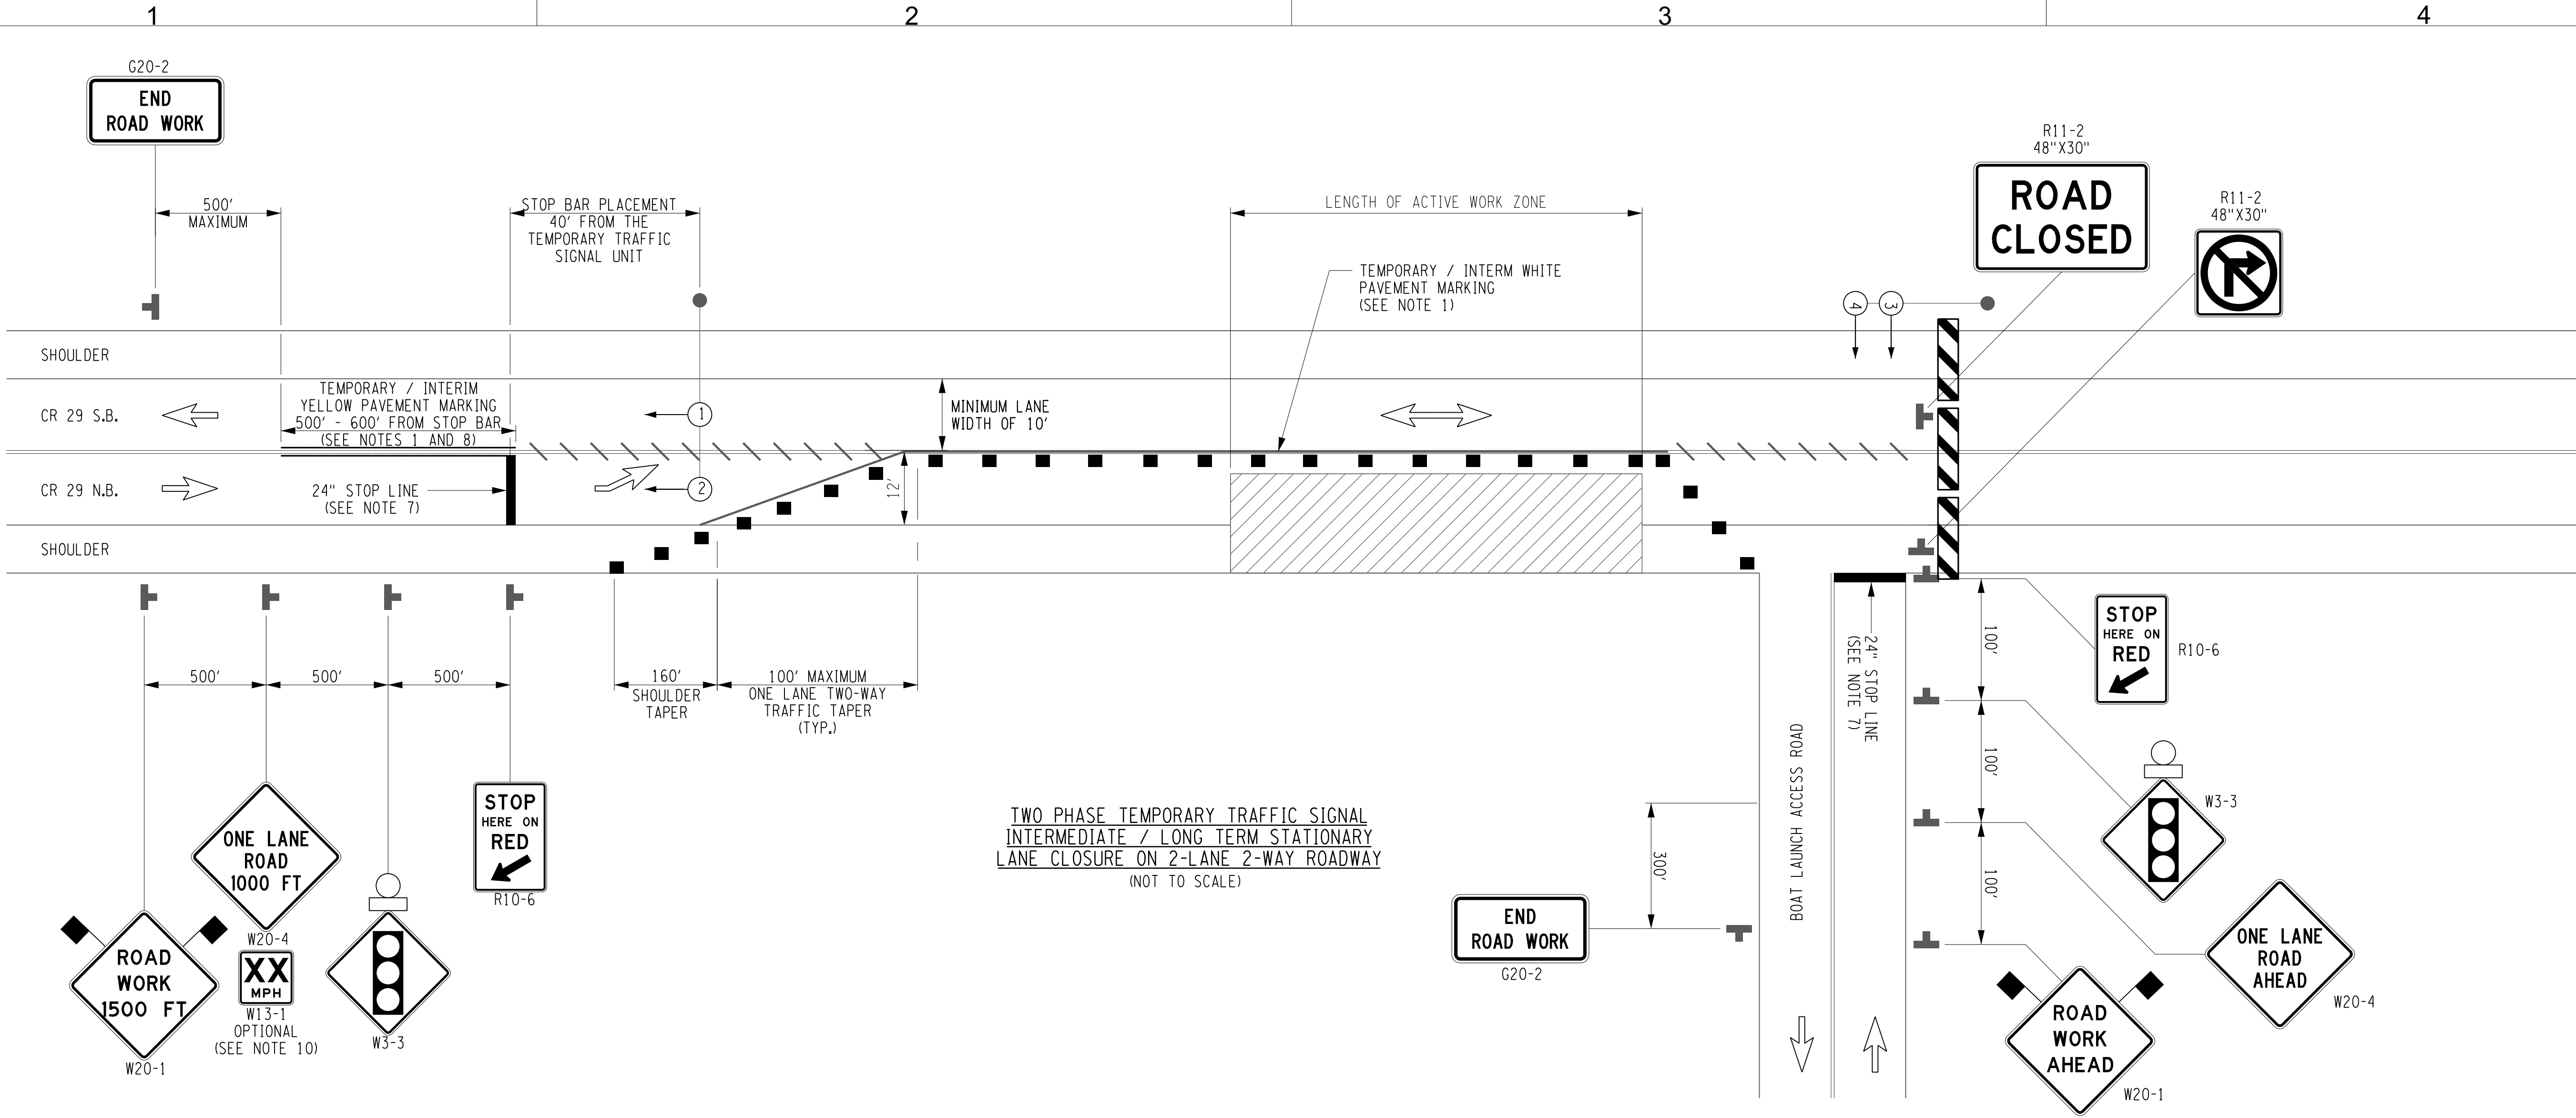 1
2
3
4
G20-2
END
ROAD WORK
500'
MAXIMUM
STOP BAR PLACEMENT
40' FROM THE
TEMPORARY TRAFFIC
SIGNAL UNIT
LENGTH OF ACTIVE WORK ZONE
TEMPORARY / INTERM WHITE
PAVEMENT MARKING
(SEE NOTE 1)
R11-2
48"X30"
ROAD
CLOSED
R11-2
48"X30"
4
3
SHOULDER
TEMPORARY / INTERIM
YELLOW PAVEMENT MARKING
500' - 600' FROM STOP BAR
(SEE NOTES 1 AND 8)
CR 29 S.B.
1
MINIMUM LANE
WIDTH OF 10'
CR 29 N.B.
24" STOP LINE
(SEE NOTE 7)
2
12'
SHOULDER
500'
500'
500'
160'
SHOULDER
TAPER
100' MAXIMUM
ONE LANE TWO-WAY
TRAFFIC TAPER
(TYP.)
24" STOP LINE
(SEE NOTE 7)
BOAT LAUNCH ACCESS ROAD
100'
100'
100'
STOP
HERE ON
RED
R10-6
W3-3
ONE LANE
ROAD
AHEAD
W20-4
ROAD
WORK
AHEAD
W20-1
STOP
HERE ON
RED
R10-6
ONE LANE
ROAD
1000 FT
W20-4
XX
MPH
W13-1
OPTIONAL
(SEE NOTE 10)
ROAD
WORK
1500 FT
W20-1
W3-3
TWO PHASE TEMPORARY TRAFFIC SIGNAL
INTERMEDIATE / LONG TERM STATIONARY
LANE CLOSURE ON 2-LANE 2-WAY ROADWAY
(NOT TO SCALE)
300'
END
ROAD WORK
G20-2